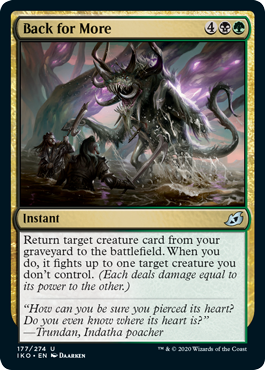 Back for More 4
Instant
Return target creature card from your
graveyard to the battlefield. When you
do, it fights up to one target creature you
don't control. (Each deals damage equal to
its power to the other.)
"How can you be sure you pierced its heart?
Do you even know where its heart is?"
—Trundan, Indatha poacher
177/274 U
IKO • EN Daarken ™ & © 2020 Wizards of the Coast